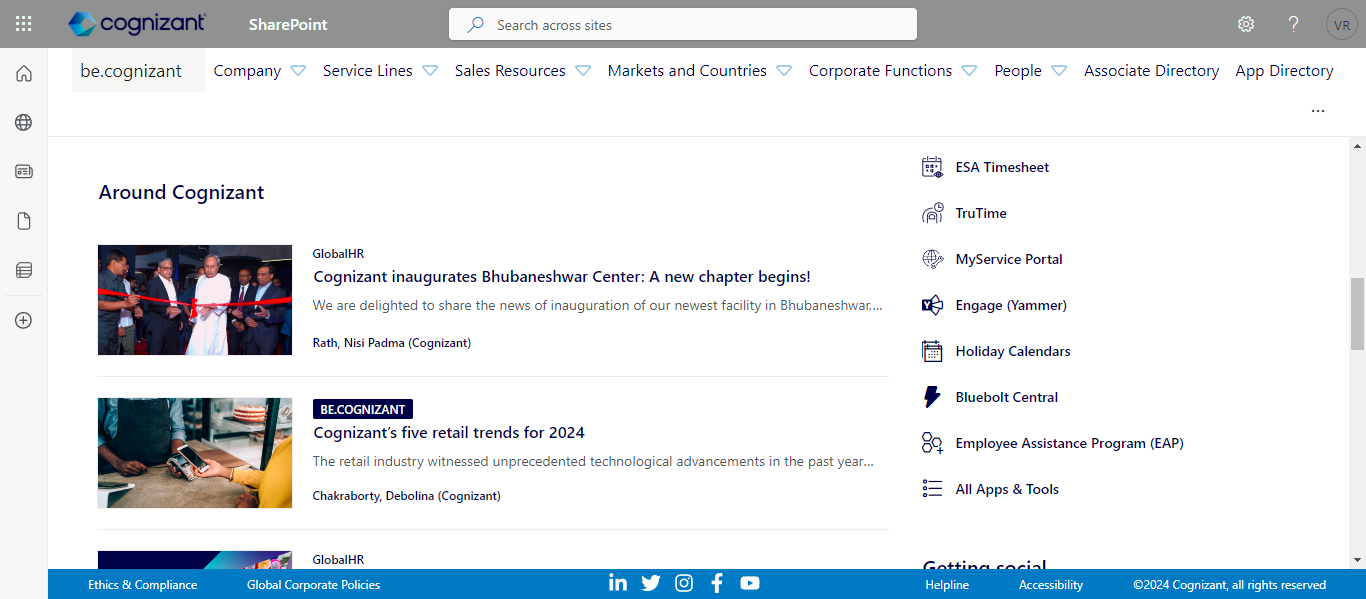 cognizant
SharePoint
Search across sites
?
VR
be.cognizant
Company
Service Lines
Sales Resources
Markets and Countries
Corporate Functions
People
Associate Directory
App Directory
...
Around Cognizant
GlobalHR
Cognizant inaugurates Bhubaneshwar Center: A new chapter begins!
We are delighted to share the news of inauguration of our newest facility in Bhubaneshwar,...
Rath, Nisi Padma (Cognizant)
BE.COGNIZANT
Cognizant’s five retail trends for 2024
The retail industry witnessed unprecedented technological advancements in the past year...
Chakraborty, Debolina (Cognizant)
GlobalHR
ESA Timesheet
TruTime
MyService Portal
Engage (Yammer)
Holiday Calendars
Bluebolt Central
Employee Assistance Program (EAP)
All Apps & Tools
Getting social
Ethics & Compliance
Global Corporate Policies
Helpline
Accessibility
©2024 Cognizant, all rights reserved